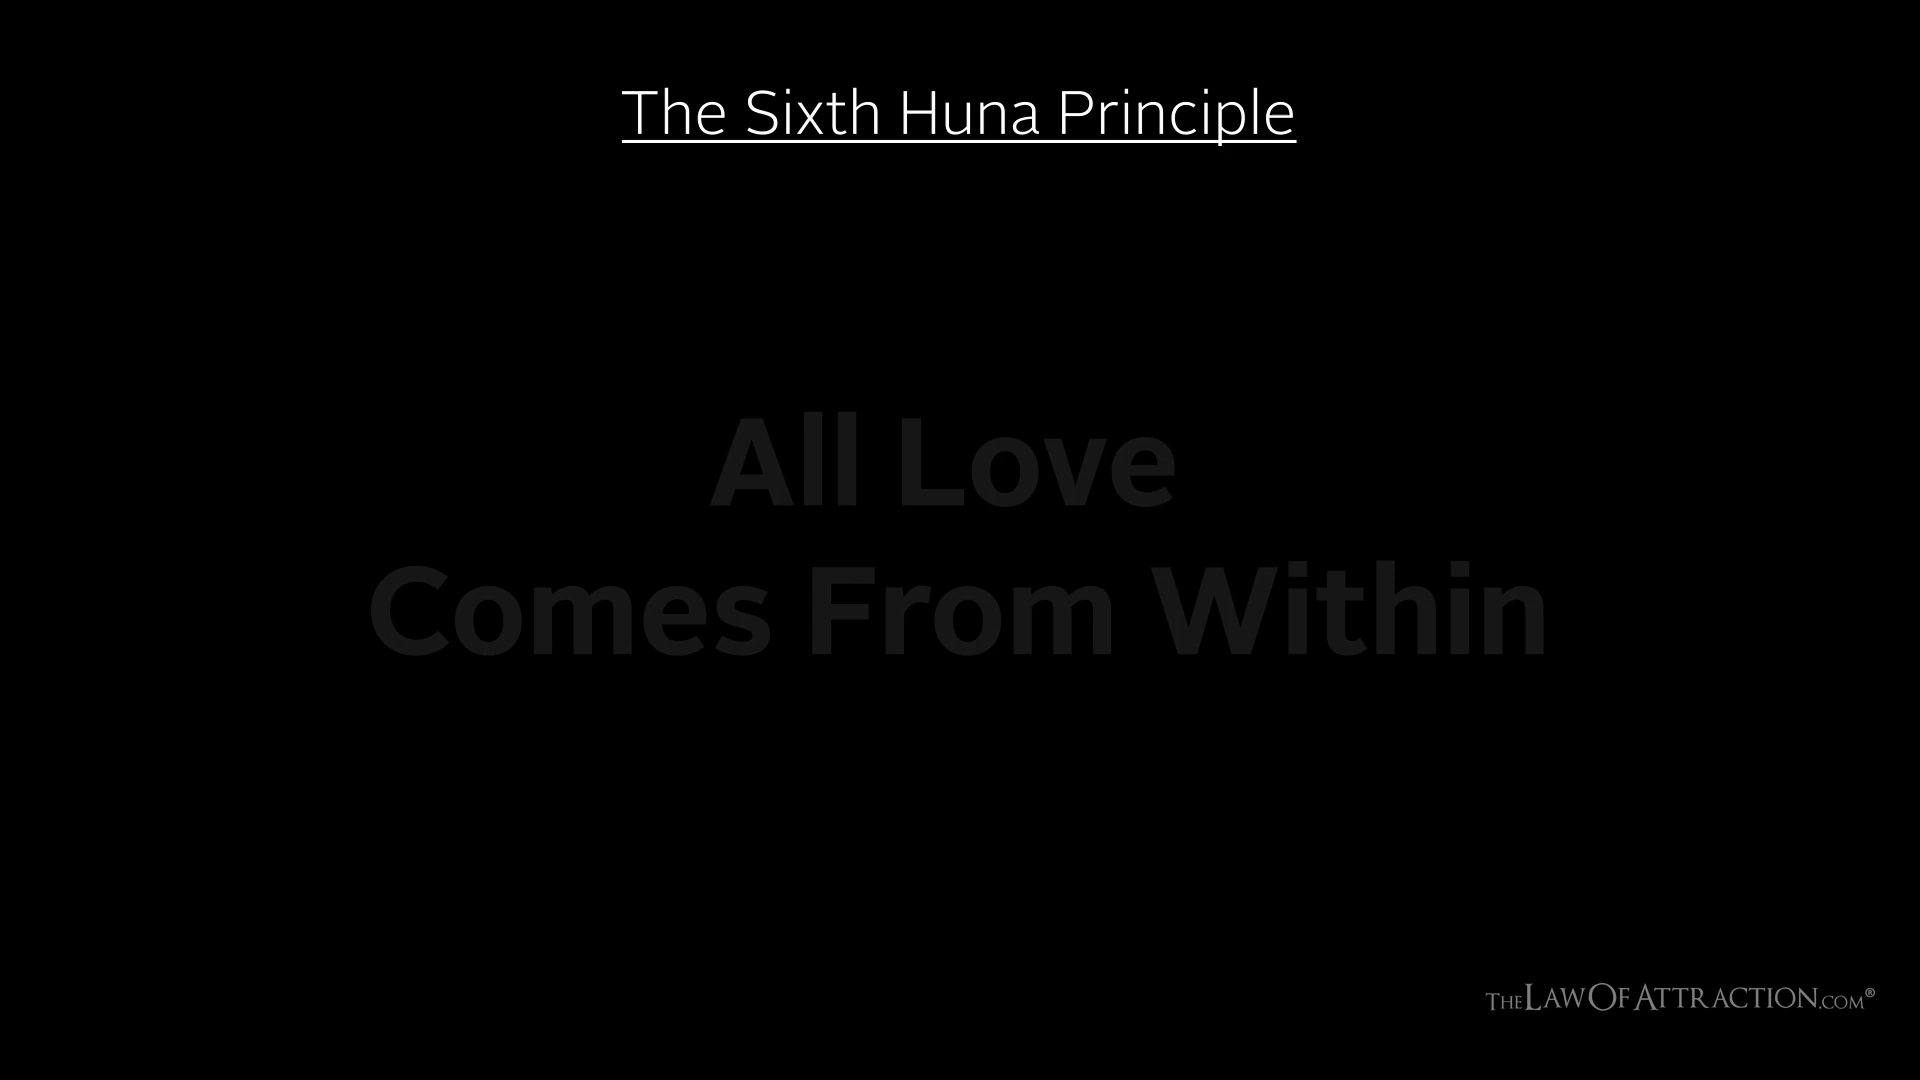 The Sixth Huna Principle
All Love
Comes From Within
THELAWOFATTRACTION.COM®